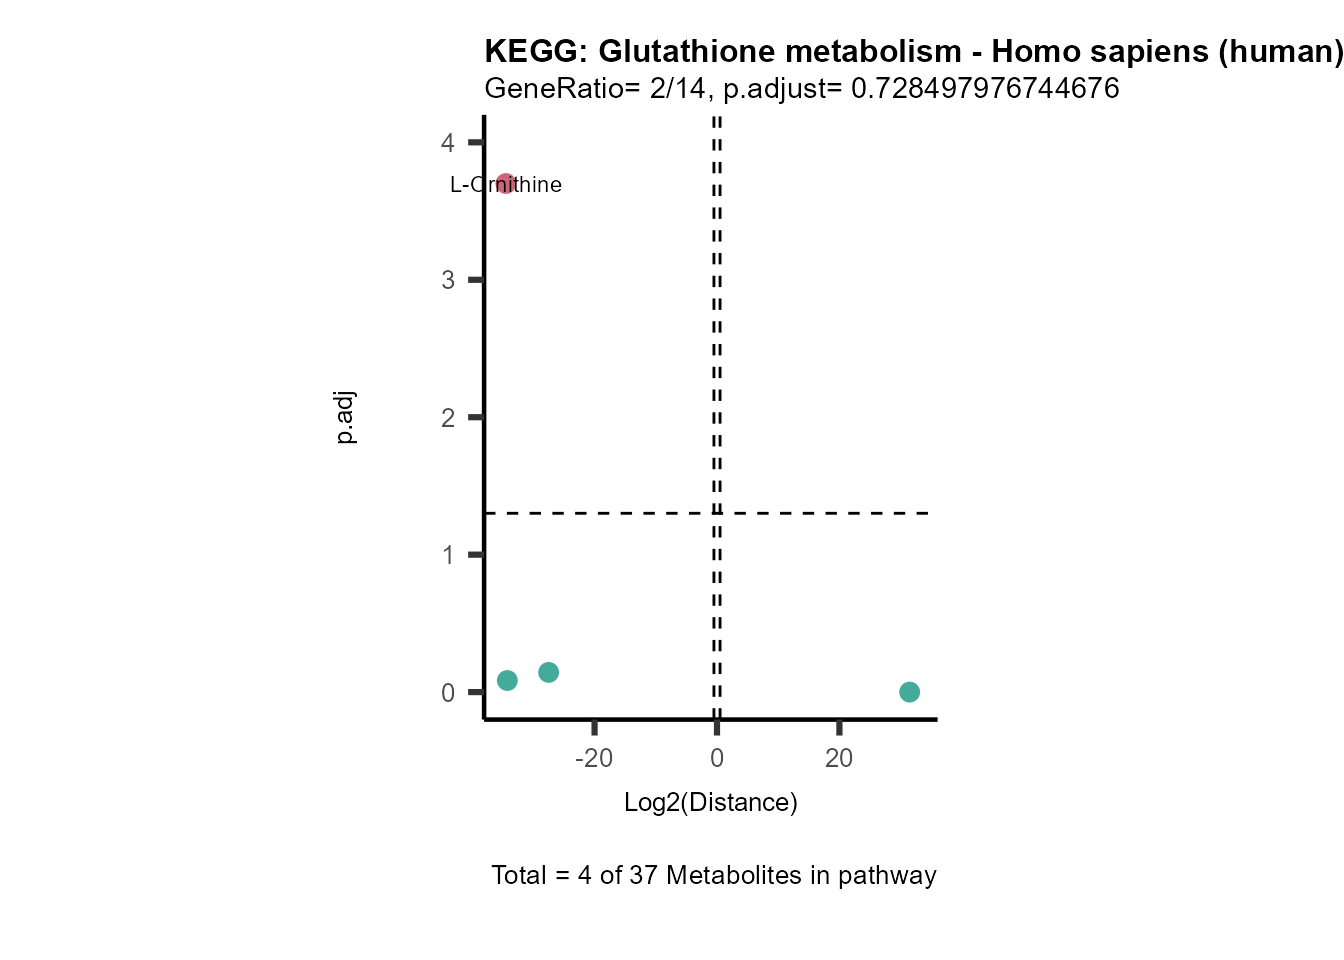 KEGG: Glutathione metabolism - Homo sapiens (human)
GeneRatio= 2/14, p.adjust= 0.728497976744676
4
L-Ornithine
3
2
p.adj
1
0
-20 0 20
Log2(Distance)
Total = 4 of 37 Metabolites in pathway